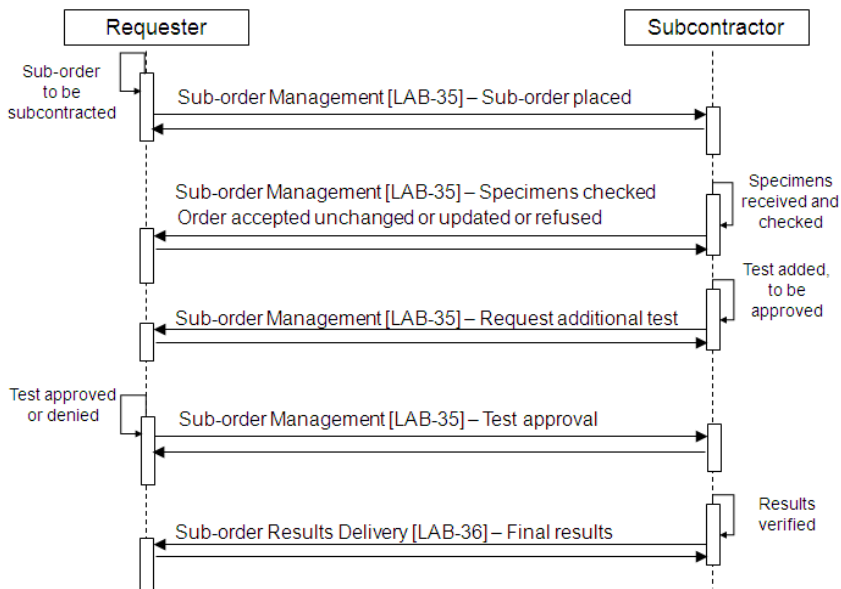 Requester
Subcontractor
Sub-order
to be
subcontracted
Sub-order Management [LAB-35] – Sub-order placed
Sub-order Management [LAB-35] – Specimens checked
Order accepted unchanged or updated or refused
Specimens
received and
checked
Test added,
to be
approved
Sub-order Management [LAB-35] – Request additional test
Test approved
or denied
Sub-order Management [LAB-35] – Test approval
Results
verified
Sub-order Results Delivery [LAB-36] – Final results